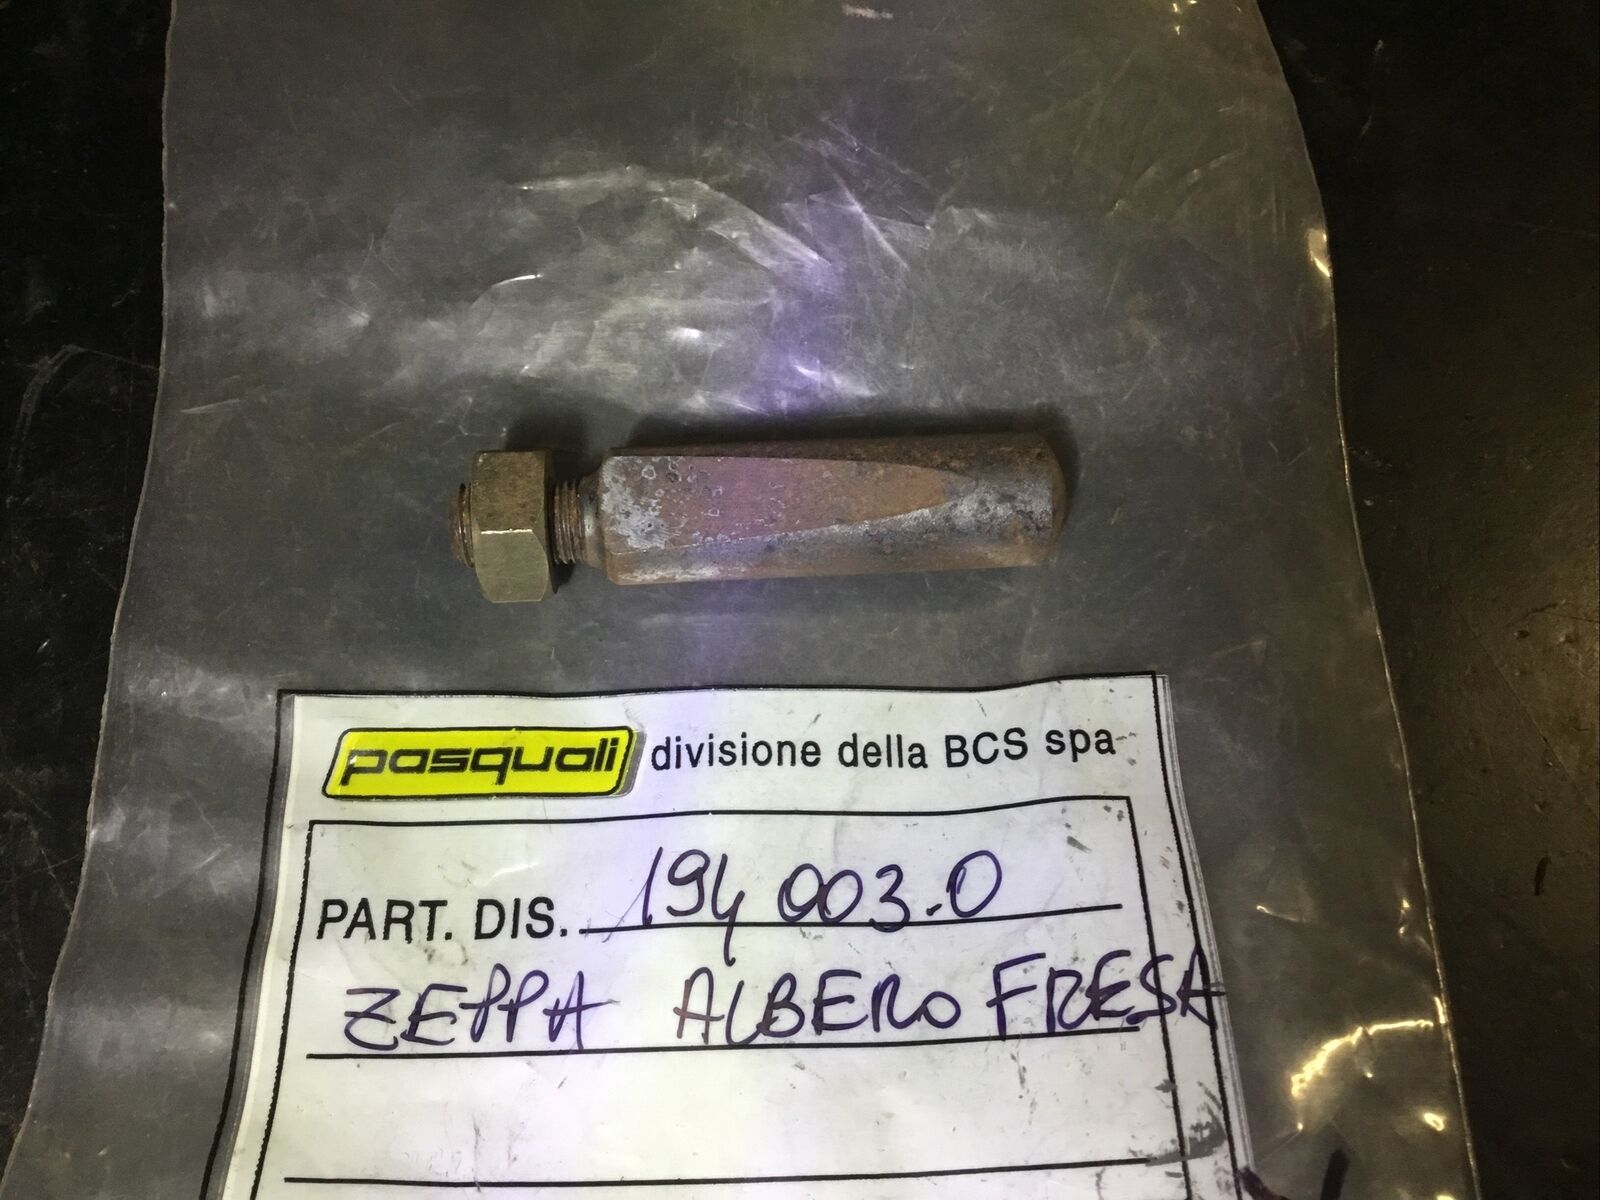 pasquali divisione della BCS spa
PART. DIS. 194 003.0
ZEPPA ALBERO FRESA